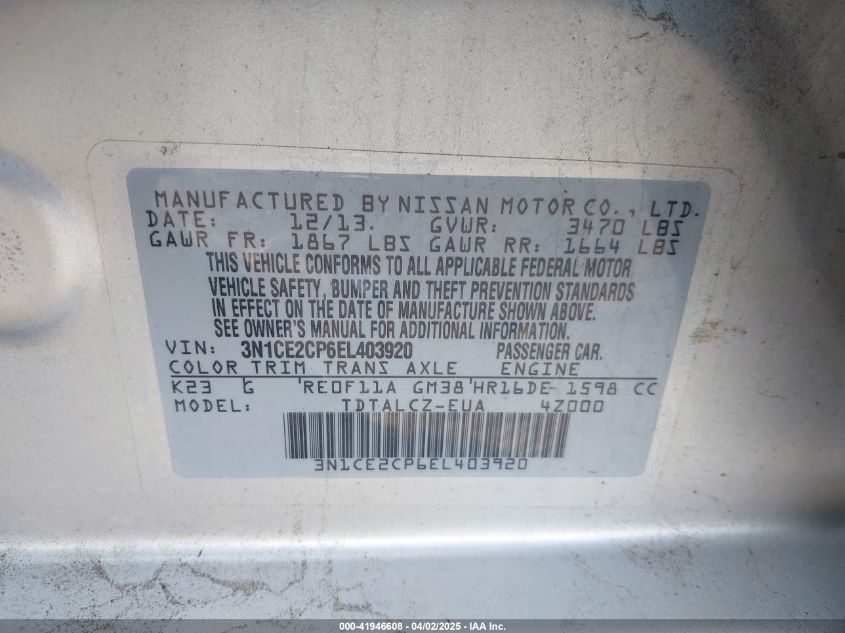 MANUFACTURED BY NISSAN MOTOR CO., LTD.
DATE: 12/13. GVWR: 3470 LBS
GAWR FR: 1867 LBS GAWR RR: 1664 LBS
THIS VEHICLE CONFORMS TO ALL APPLICABLE FEDERAL MOTOR
VEHICLE SAFETY, BUMPER AND THEFT PREVENTION STANDARDS
IN EFFECT ON THE DATE OF MANUFACTURE SHOWN ABOVE.
SEE OWNER'S MANUAL FOR ADDITIONAL INFORMATION.
VIN: 3N1CE2CP6EL403920 PASSENGER CAR.
COLOR TRIM TRANS AXLE ENGINE
K23 G RE0F11A GM38 HR16DE 1598 CC
MODEL: TDTALCZ-EUA 4Z000
3N1CE2CP6EL403920
000-41946608 - 04/02/2025 - IAA Inc.